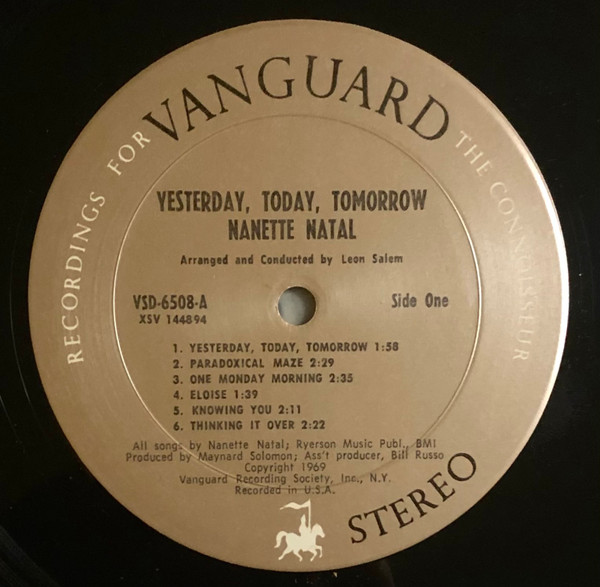 RECORDINGS FOR VANGUARD THE CONNOISSEUR
YESTERDAY, TODAY, TOMORROW
NANETTE NATAL
Arranged and Conducted by Leon Salem
VSD-6508-A Side One
XSV 144894
1. YESTERDAY, TODAY, TOMORROW 1:58
2. PARADOXICAL MAZE 2:29
3. ONE MONDAY MORNING 2:35
4. ELOISE 1:39
5. KNOWING YOU 2:11
6. THINKING IT OVER 2:22
All songs by Nanette Natal; Ryerson Music Publ., BMI
Produced by Maynard Solomon; Ass't producer, Bill Russo
Copyright 1969
Vanguard Recording Society, Inc., N.Y.
Recorded in U.S.A.
STEREO